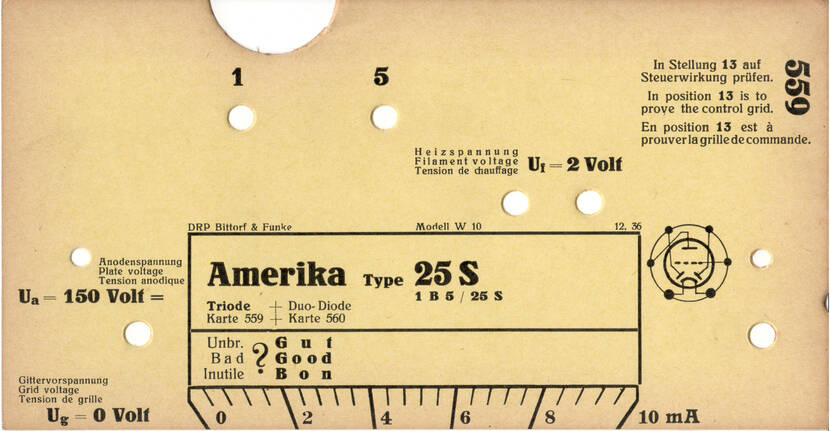 1
5
In Stellung 13 auf
Steuerwirkung prüfen.
In position 13 is to
prove the control grid.
En position 13 est à
prouver la grille de commande.
559
Heizspannung
Filament voltage
Tension de chauffage
Uf = 2 Volt
DRP Bittorf & Funke
Modell W 10
12. 36
Anodenspannung
Plate voltage
Tension anodique
Ua = 150 Volt =
Amerika Type 25 S
1 B 5 / 25 S
Triode + Duo-Diode
Karte 559 + Karte 560
Unbr. ? Gut
Bad Good
Inutile Bon
Gittervorspannung
Grid voltage
Tension de grille
Ug = 0 Volt
0 2 4 6 8 10 mA